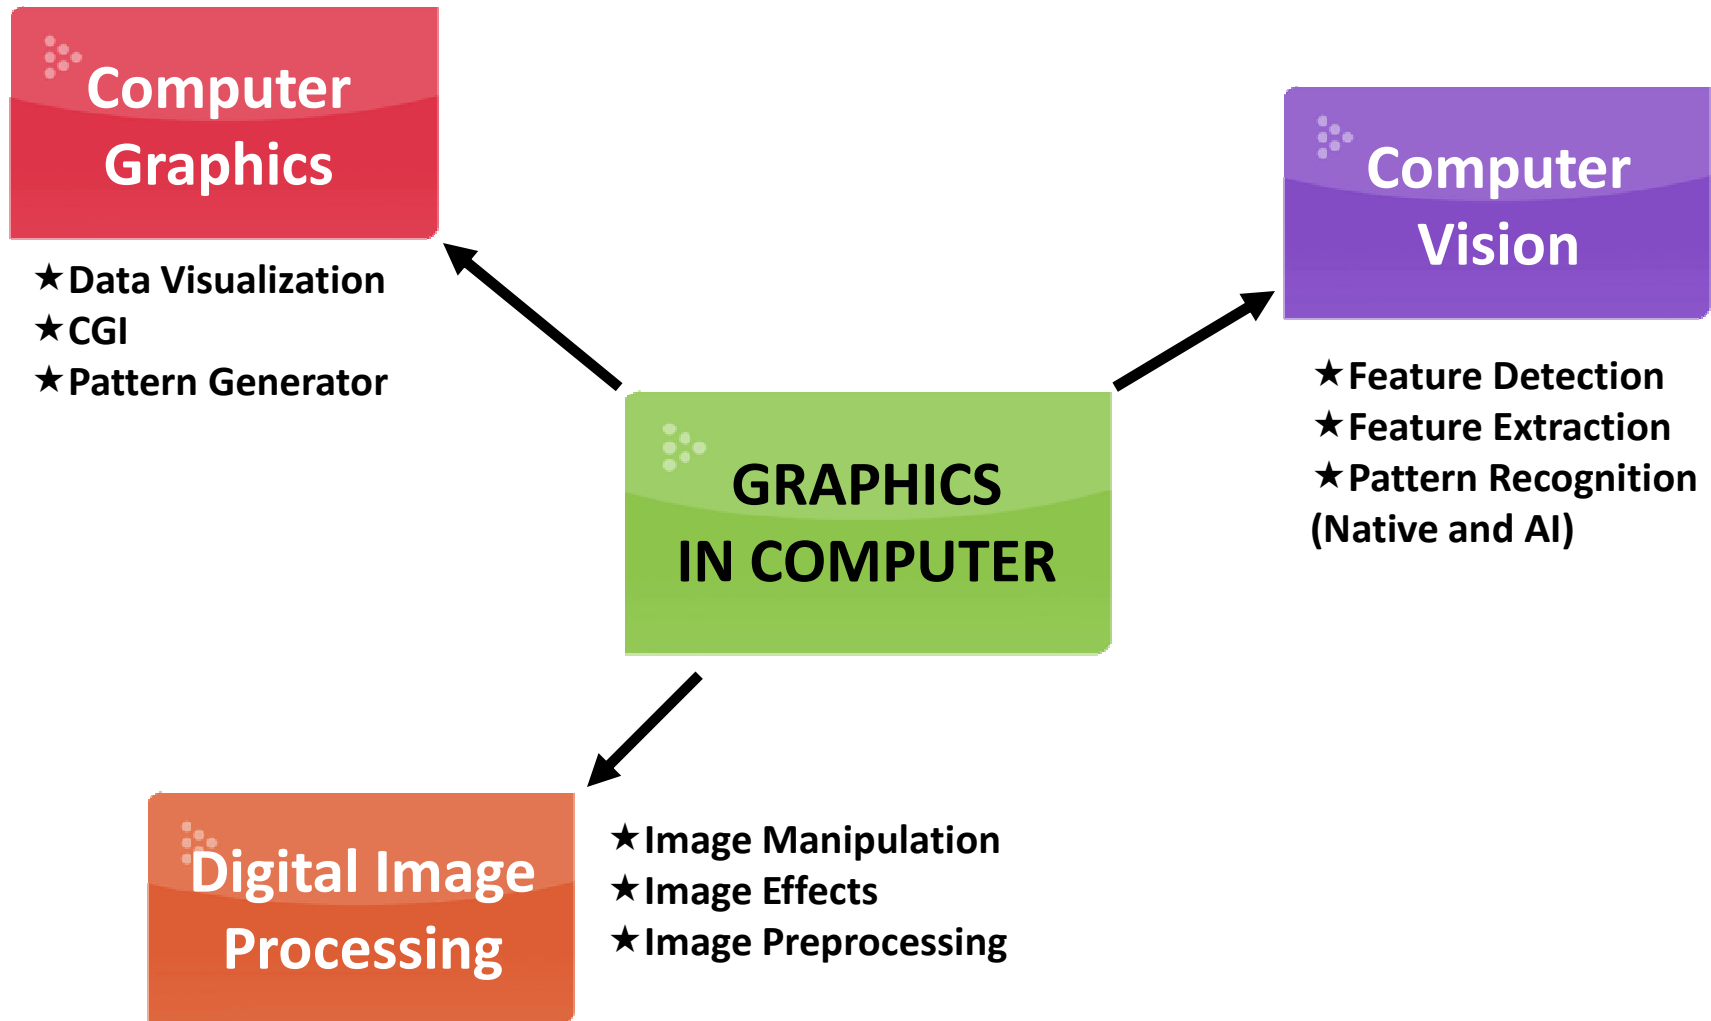 Computer
Graphics
★Data Visualization
★CGI
★Pattern Generator
Computer
Vision
★Feature Detection
★Feature Extraction
★Pattern Recognition
(Native and AI)
GRAPHICS
IN COMPUTER
Digital Image
Processing
★Image Manipulation
★Image Effects
★Image Preprocessing